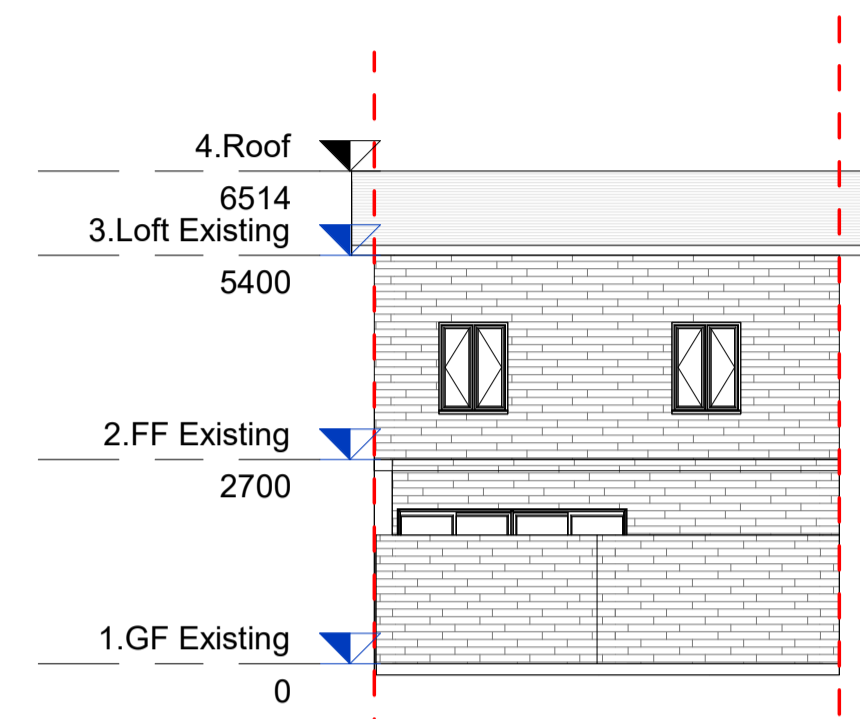 4.Roof
6514
3.Loft Existing
5400
2.FF Existing
2700
1.GF Existing
0